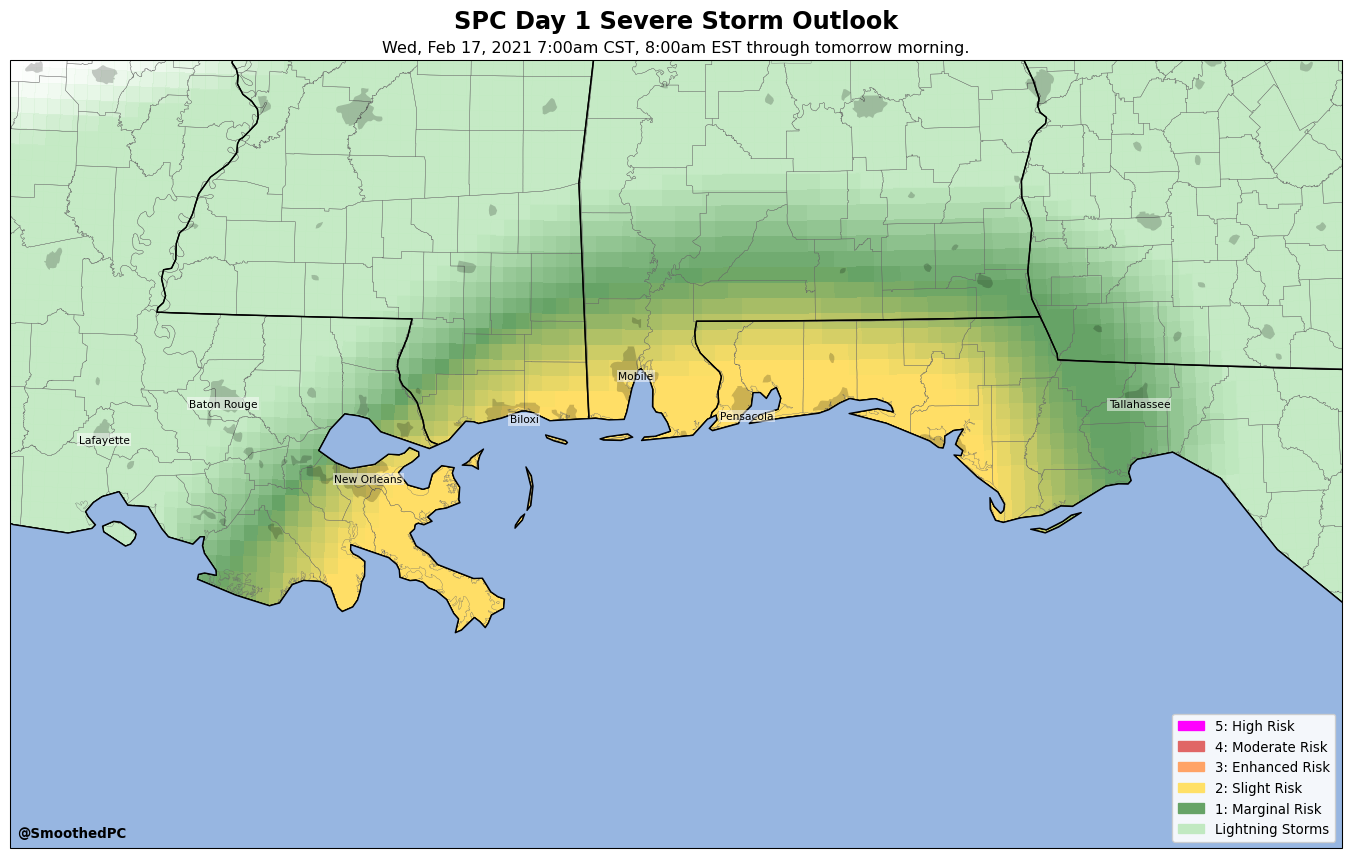 SPC Day 1 Severe Storm Outlook
Wed, Feb 17, 2021 7:00am CST, 8:00am EST through tomorrow morning.
Mobile
Baton Rouge
Tallahassee
Pensacola
Biloxi
Lafayette
New Orleans
5: High Risk
4: Moderate Risk
3: Enhanced Risk
2: Slight Risk
1: Marginal Risk
Lightning Storms
@SmoothedPC